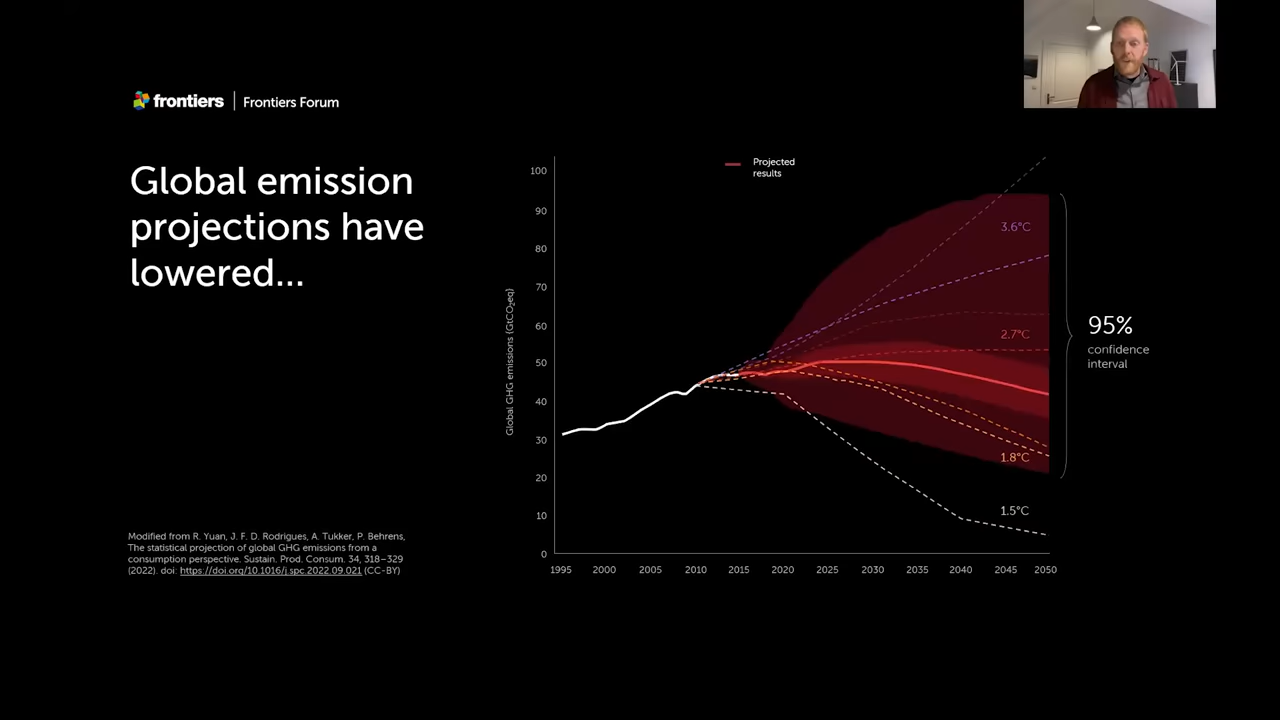 frontiers | Frontiers Forum
Global emission
projections have
lowered...
Modified from R. Yuan, J. F. D. Rodrigues, A. Tukker, P. Behrens,
The statistical projection of global GHG emissions from a
consumption perspective. Sustain. Prod. Consum. 34, 318–329
(2022). doi: https://doi.org/10.1016/j.spc.2022.09.021 (CC-BY)
Projected
results
Global GHG emissions (GtCO₂eq)
100
90
80
70
60
50
40
30
20
10
0
1995 2000 2005 2010 2015 2020 2025 2030 2035 2040 2045 2050
3.6°C
2.7°C
1.8°C
1.5°C
95%
confidence
interval